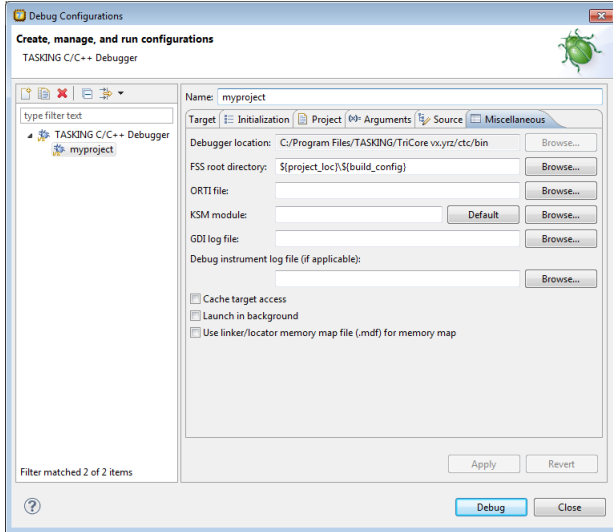 Debug Configurations
Create, manage, and run configurations
TASKING C/C++ Debugger
type filter text
TASKING C/C++ Debugger
myproject
Filter matched 2 of 2 items
Name: myproject
Target Initialization Project (x)= Arguments Source Miscellaneous
Debugger location: C:/Program Files/TASKING/TriCore vx.yrz/ctc/bin Browse...
FSS root directory: ${project_loc}\${build_config} Browse...
ORTI file: Browse...
KSM module: Default Browse...
GDI log file: Browse...
Debug instrument log file (if applicable):
Browse...
Cache target access
Launch in background
Use linker/locator memory map file (.mdf) for memory map
Apply Revert
? Debug Close